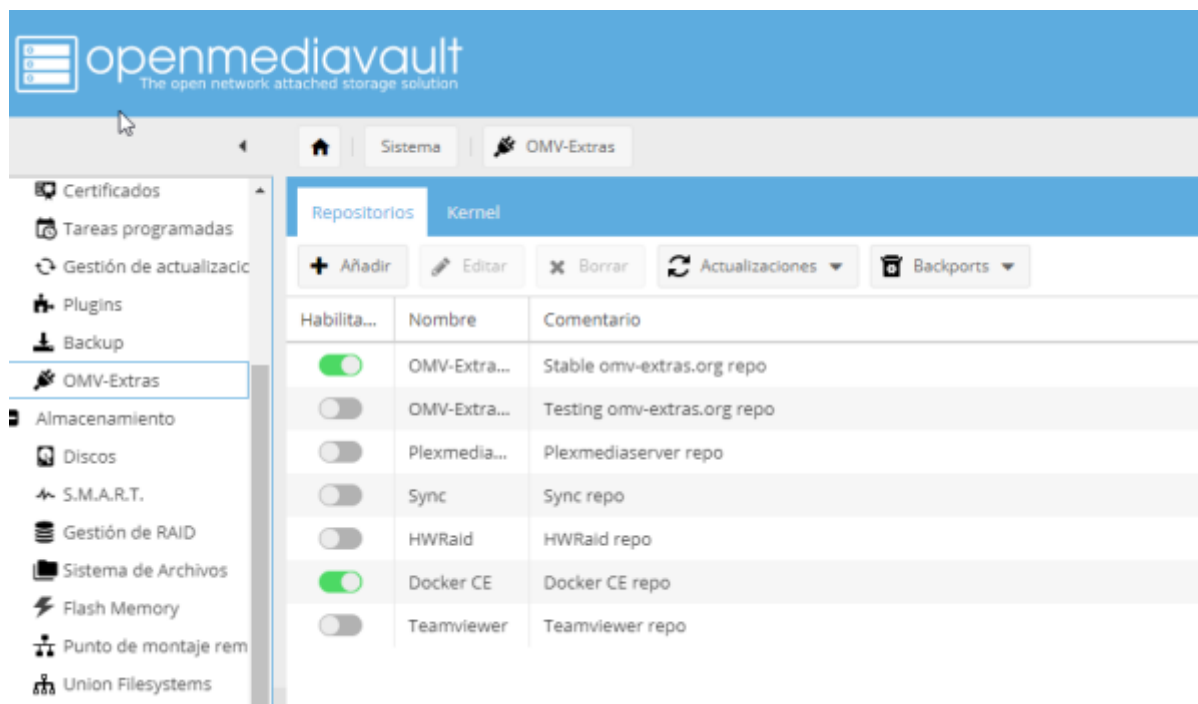 openmediavault
The open network attached storage solution
Sistema
OMV-Extras
Certificados
Tareas programadas
Gestión de actualizacic
Plugins
Backup
OMV-Extras
Almacenamiento
Discos
S.M.A.R.T.
Gestión de RAID
Sistema de Archivos
Flash Memory
Punto de montaje rem
Union Filesystems
Repositorios Kernel
Añadir Editar Borrar Actualizaciones Backports
Habilita... Nombre Comentario
OMV-Extra... Stable omv-extras.org repo
OMV-Extra... Testing omv-extras.org repo
Plexmedia... Plexmediaserver repo
Sync Sync repo
HWRaid HWRaid repo
Docker CE Docker CE repo
Teamviewer Teamviewer repo